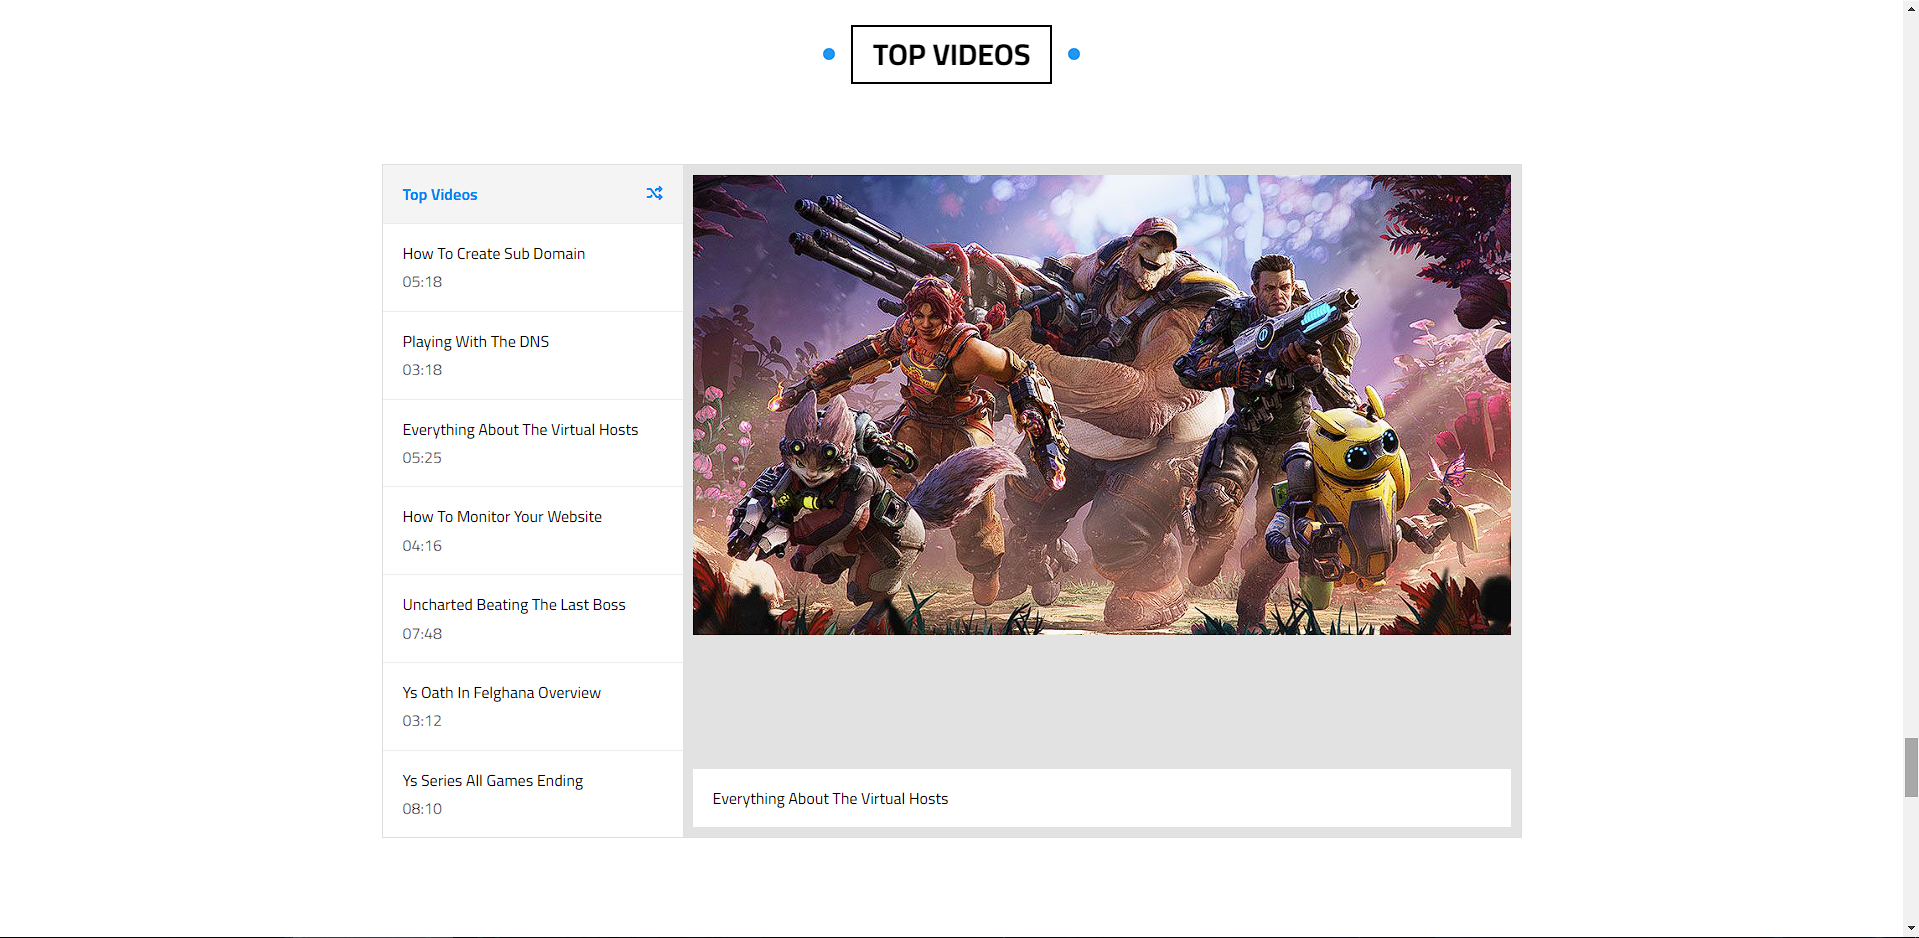 TOP VIDEOS
Top Videos
How To Create Sub Domain
05:18
Playing With The DNS
03:18
Everything About The Virtual Hosts
05:25
How To Monitor Your Website
04:16
Uncharted Beating The Last Boss
07:48
Ys Oath In Felghana Overview
03:12
Ys Series All Games Ending
08:10
Everything About The Virtual Hosts